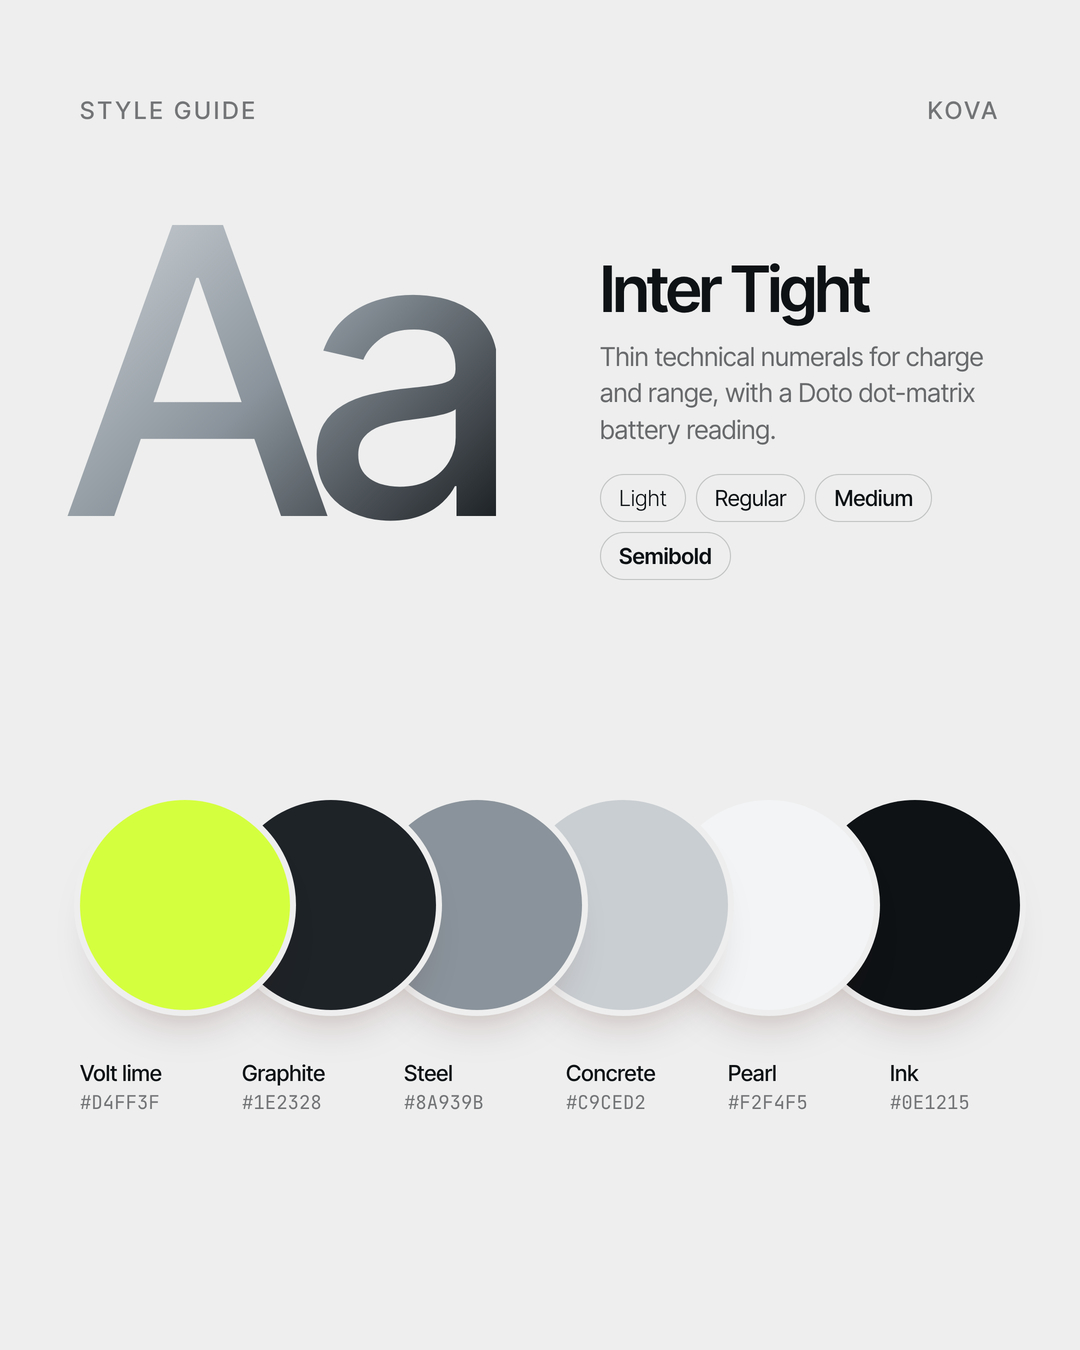 STYLE GUIDE
KOVA
Aa
Inter Tight
Thin technical numerals for charge
and range, with a Doto dot-matrix
battery reading.
Light
Regular
Medium
Semibold
Volt lime
#D4FF3F
Graphite
#1E2328
Steel
#8A939B
Concrete
#C9CED2
Pearl
#F2F4F5
Ink
#0E1215